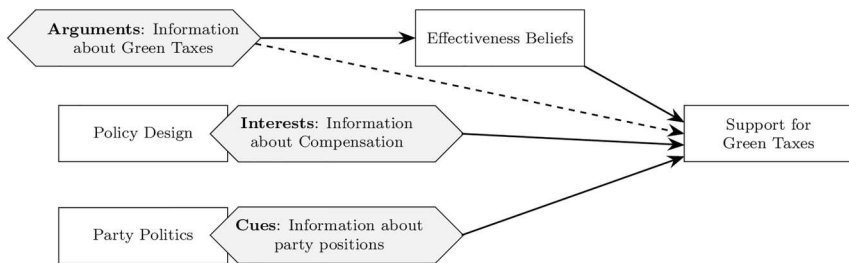 Arguments: Information
about Green Taxes
Effectiveness Beliefs
Policy Design
Interests: Information
about Compensation
Support for
Green Taxes
Party Politics
Cues: Information about
party positions